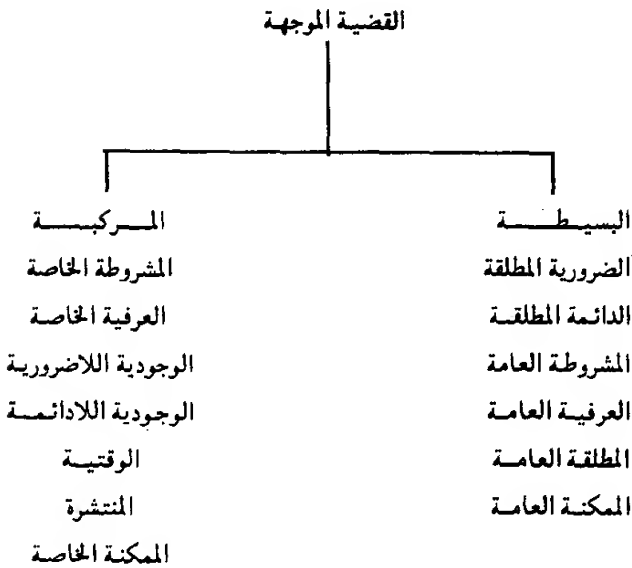 القضية الموجهة
البسيطة
الضرورية المطلقة
الدائمة المطلقة
المشروطة العامة
العرفية العامة
المطلقة العامة
الممكنة العامة
المركبة
المشروطة الخاصة
العرفية الخاصة
الوجودية اللاضرورية
الوجودية اللادائمة
الوقتية
المنتشرة
الممكنة الخاصة